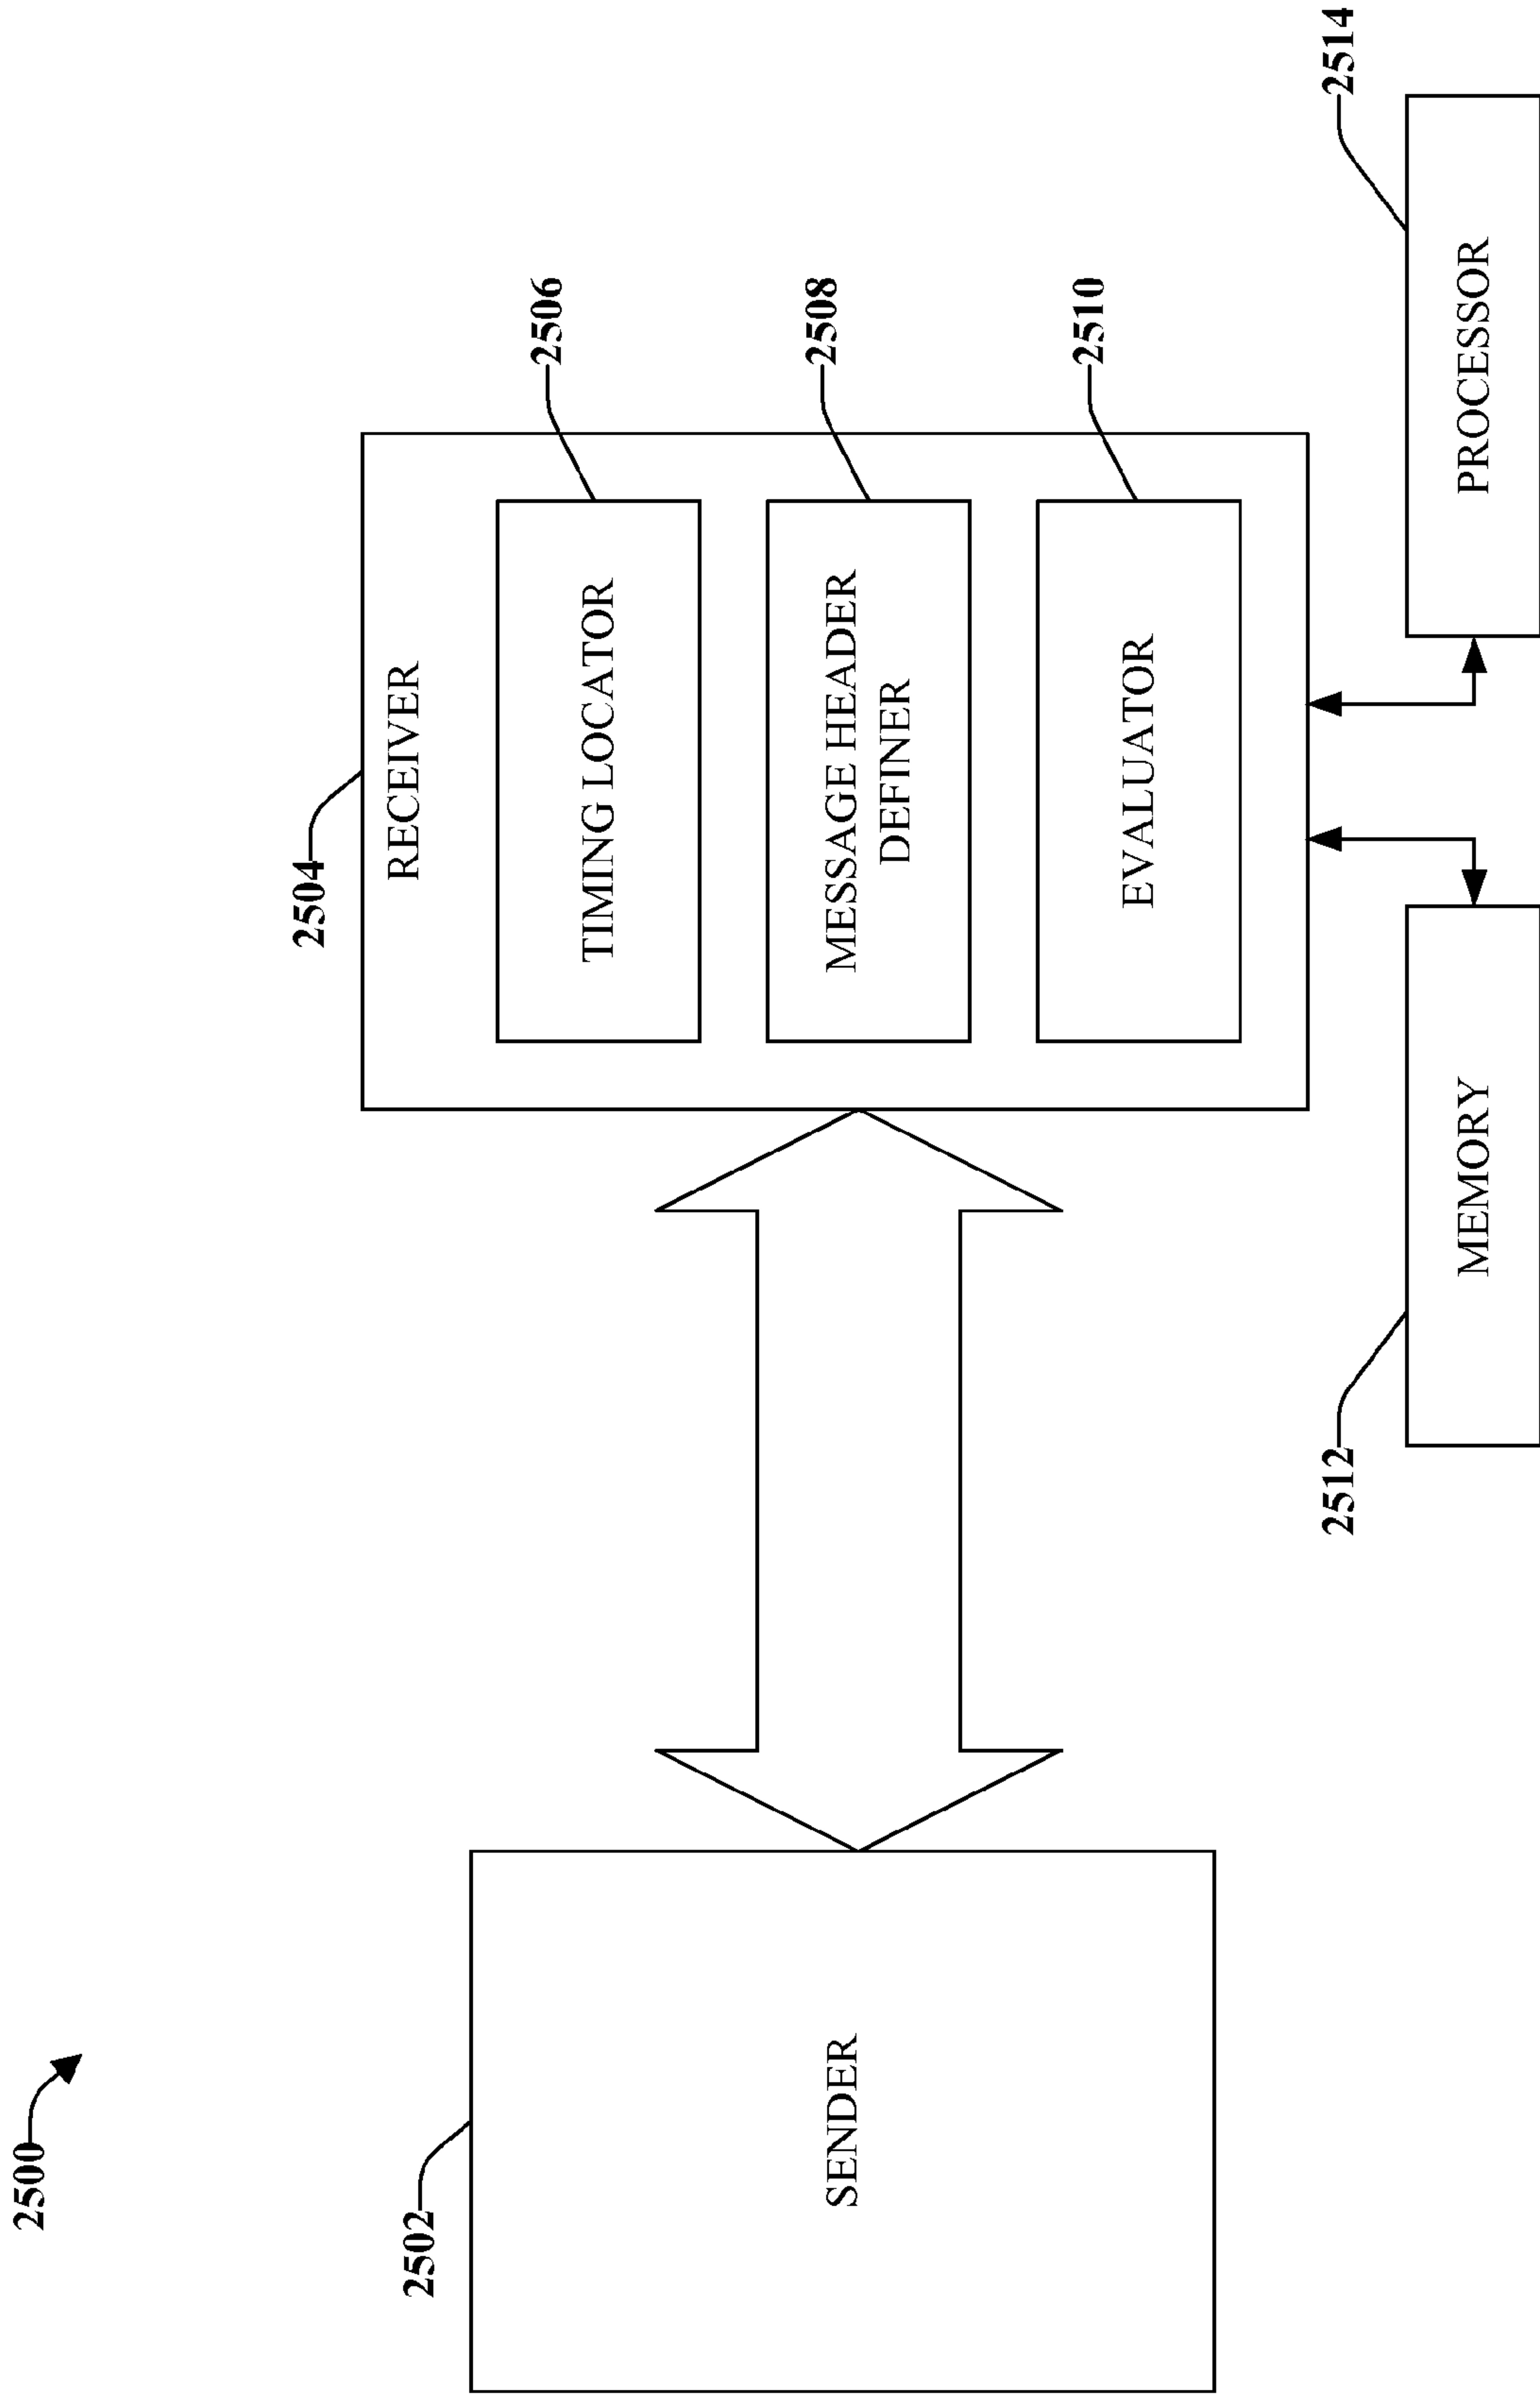 2500
2502
SENDER
2504
RECEIVER
2506
TIMING LOCATOR
2508
MESSAGE HEADER
DEFINER
2510
EVALUATOR
2512
MEMORY
2514
PROCESSOR